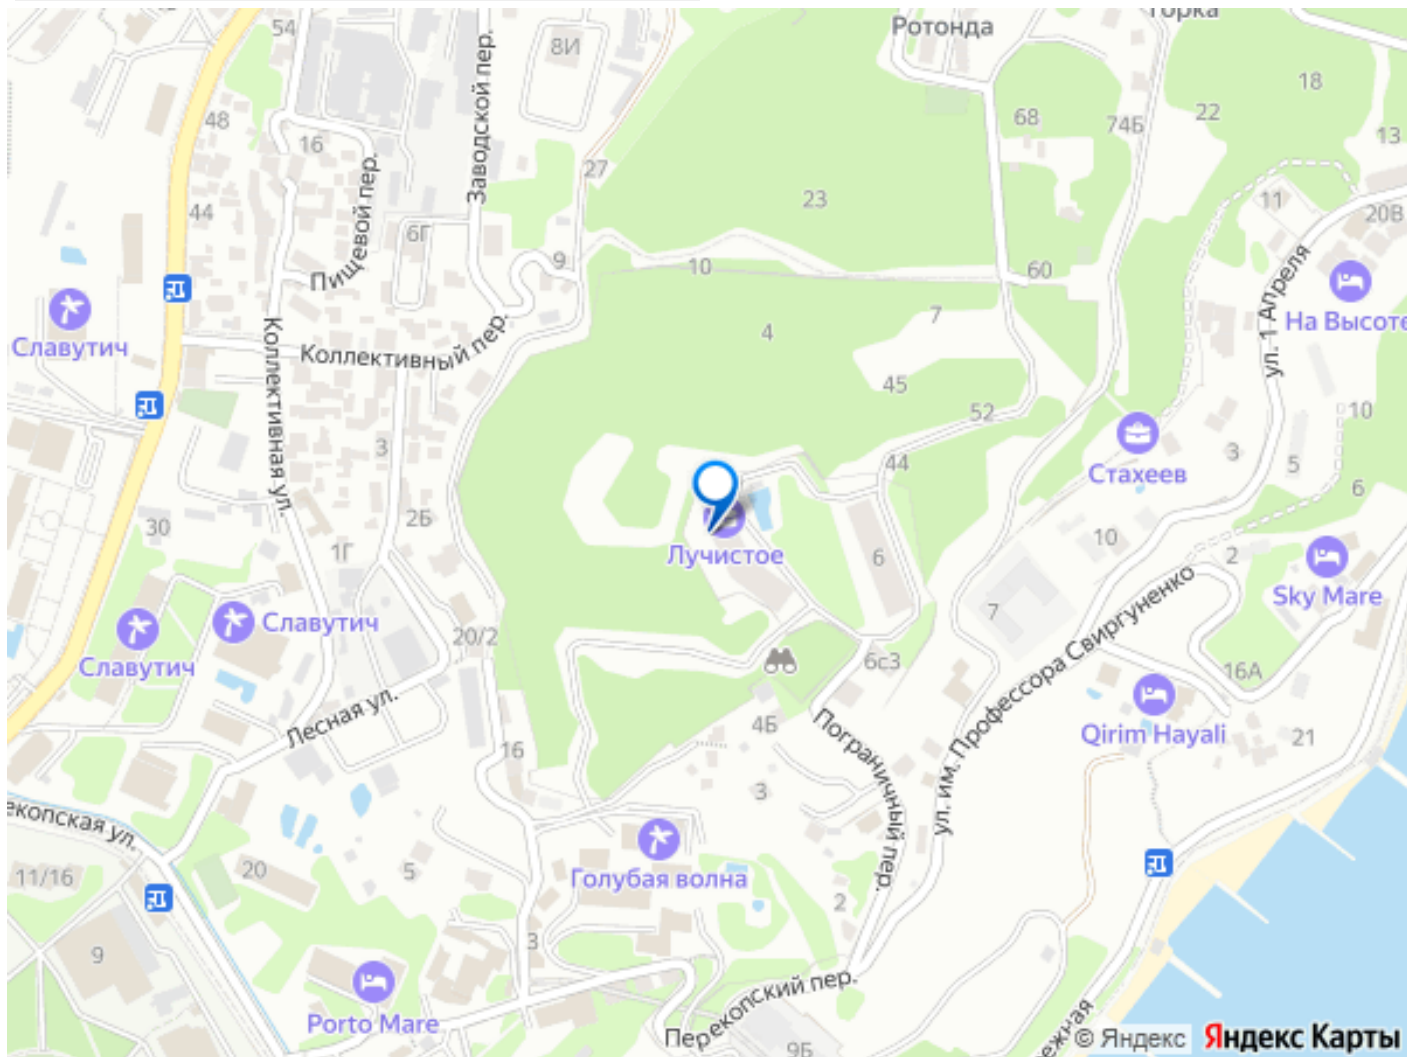 54
8И
Заводской пер.
Ротонда
Горка
18
48
16
68
22
74Б
13
27
Пищевой пер.
11
44
23
20В
6Г
9
10
60
На Высоте
Славутич
Коллективный пер.
Коллективная ул.
4
7
ул. 1 Апреля
45
52
10
3
3
5
44
Стахеев
6
30
2Б
1Г
Лучистое
6
10
2
Sky Mare
7
Славутич
Славутич
20/2
6с3
16А
ул. им. Профессора Свиргуненко
Лесная ул.
16
4Б
Пограничный пер.
Qirim Hayali
21
3
екопская ул.
11/16
20
5
Голубая волна
2
9
3
Porto Mare
Перекопский пер.
9Б
ежная
© Яндекс Яндекс Карты